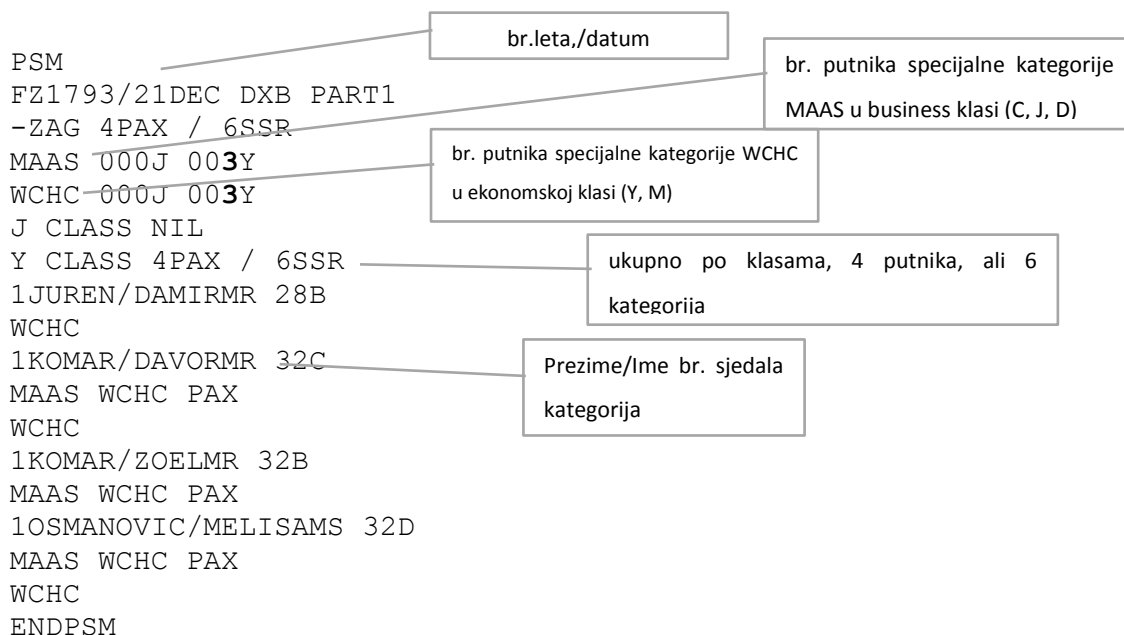 br.leta,/datum
PSM
FZ1793/21DEC DXB PART1
-ZAG 4PAX / 6SSR
MAAS 000J 003Y
WCHC 000J 003Y
J CLASS NIL
Y CLASS 4PAX / 6SSR
1JUREN/DAMIRMR 28B
WCHC
1KOMAR/DAVORMR 32C
MAAS WCHC PAX
WCHC
1KOMAR/ZOELMR 32B
MAAS WCHC PAX
1OSMANOVIC/MELISAMS 32D
MAAS WCHC PAX
WCHC
ENDPSM
br. putnika specijalne kategorije
MAAS u business klasi (C, J, D)
br. putnika specijalne kategorije WCHC
u ekonomskoj klasi (Y, M)
ukupno po klasama, 4 putnika, ali 6
kategorija
Prezime/Ime br. sjedala
kategorija